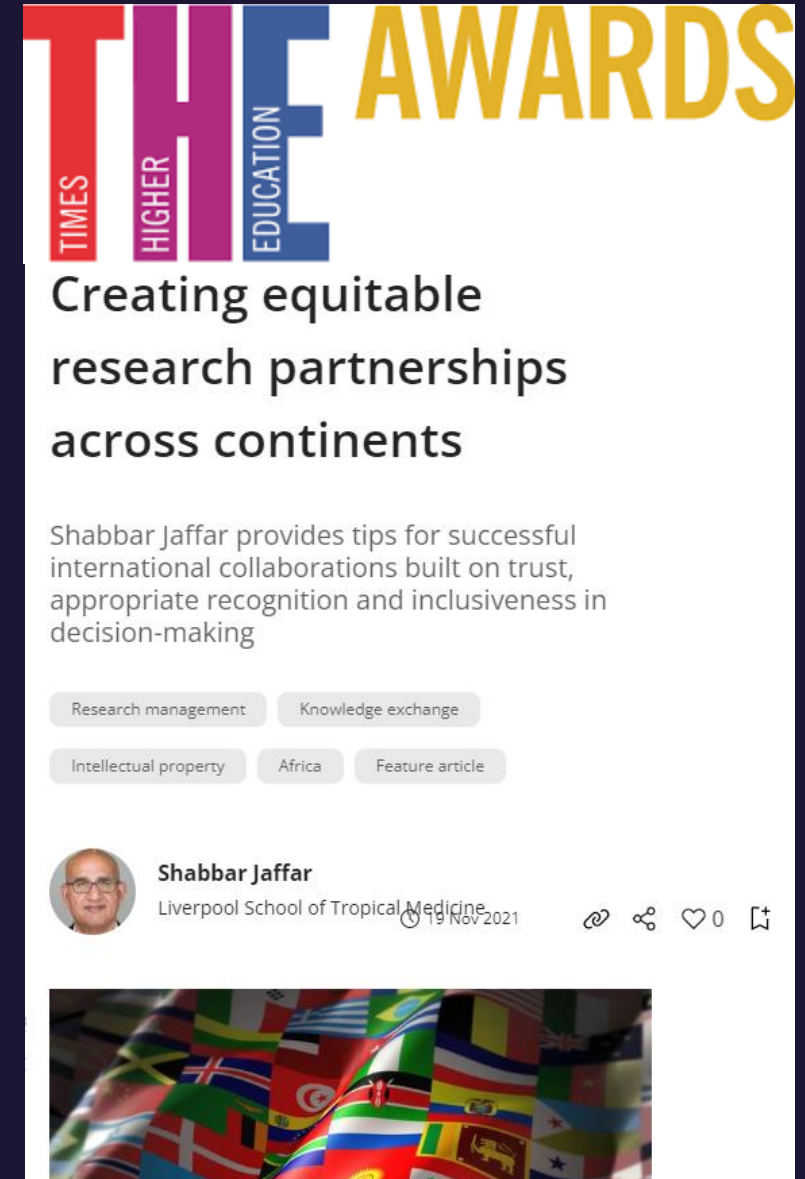 TIMES
HIGHER
EDUCATION
AWARDS
Creating equitable
research partnerships
across continents
Shabbar Jaffar provides tips for successful
international collaborations built on trust,
appropriate recognition and inclusiveness in
decision-making
Research management
Knowledge exchange
Intellectual property
Africa
Feature article
Shabbar Jaffar
Liverpool School of Tropical Medicine
19 Nov 2021
0